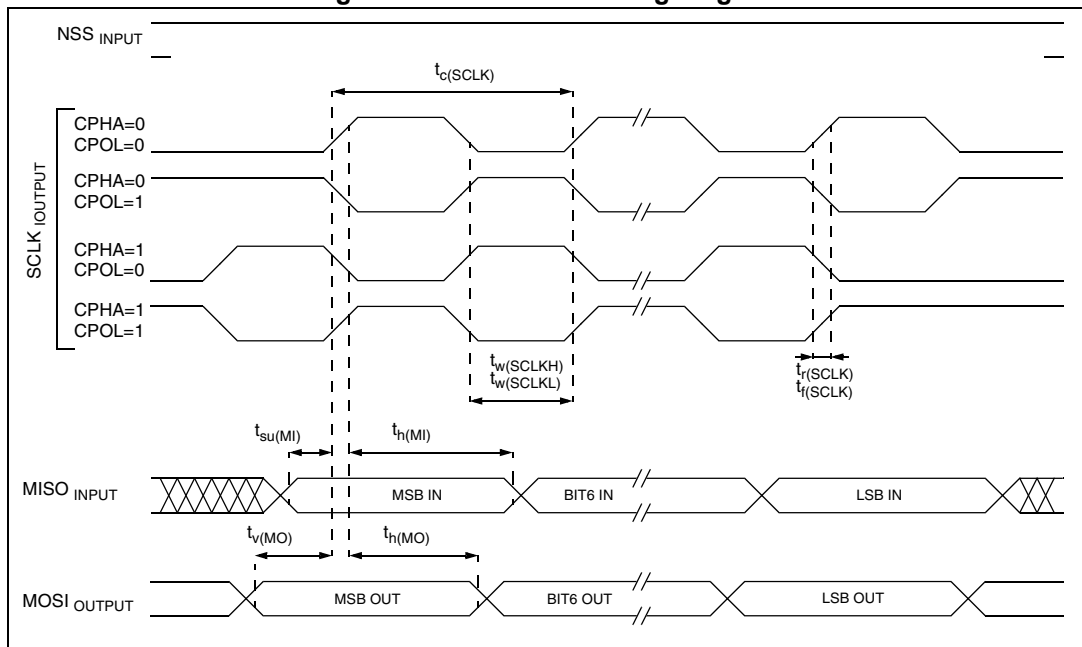 NSS INPUT
tc(SCLK)
SCLK IOUTPUT
CPHA=0
CPOL=0
CPHA=0
CPOL=1
CPHA=1
CPOL=0
CPHA=1
CPOL=1
tw(SCLKH)
tw(SCLKL)
tr(SCLK)
tf(SCLK)
tsu(MI)
th(MI)
MISO INPUT
MSB IN
BIT6 IN
LSB IN
tv(MO)
th(MO)
MOSI OUTPUT
MSB OUT
BIT6 OUT
LSB OUT